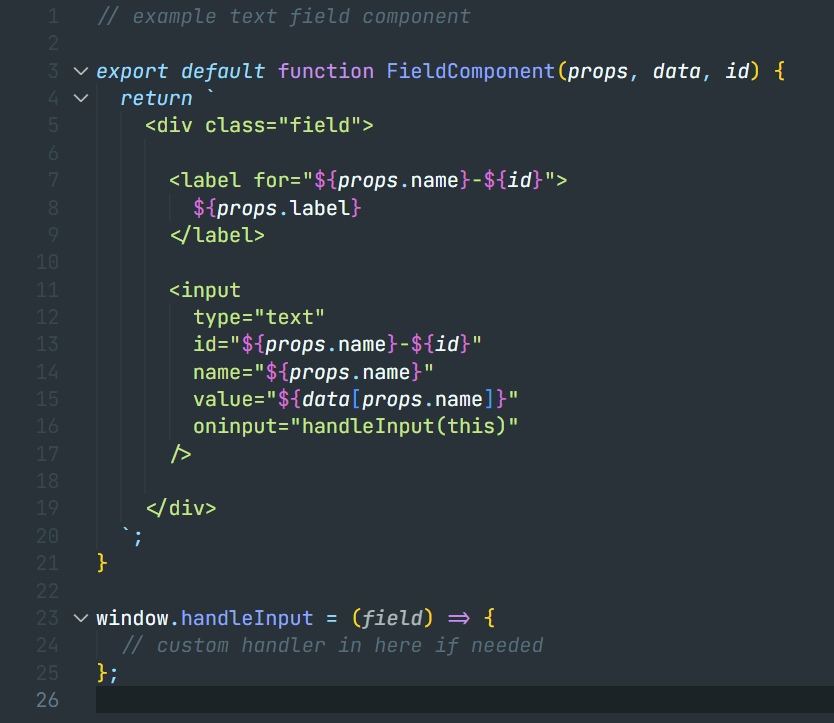 1 // example text field component
2
3 export default function FieldComponent(props, data, id) {
4   return `
5     <div class="field">
6
7       <label for="${props.name}-${id}">
8         ${props.label}
9       </label>
10
11       <input
12         type="text"
13         id="${props.name}-${id}"
14         name="${props.name}"
15         value="${data[props.name]}"
16         oninput="handleInput(this)"
17       />
18
19     </div>
20   `;
21 }
22
23 window.handleInput = (field) => {
24   // custom handler in here if needed
25 };
26